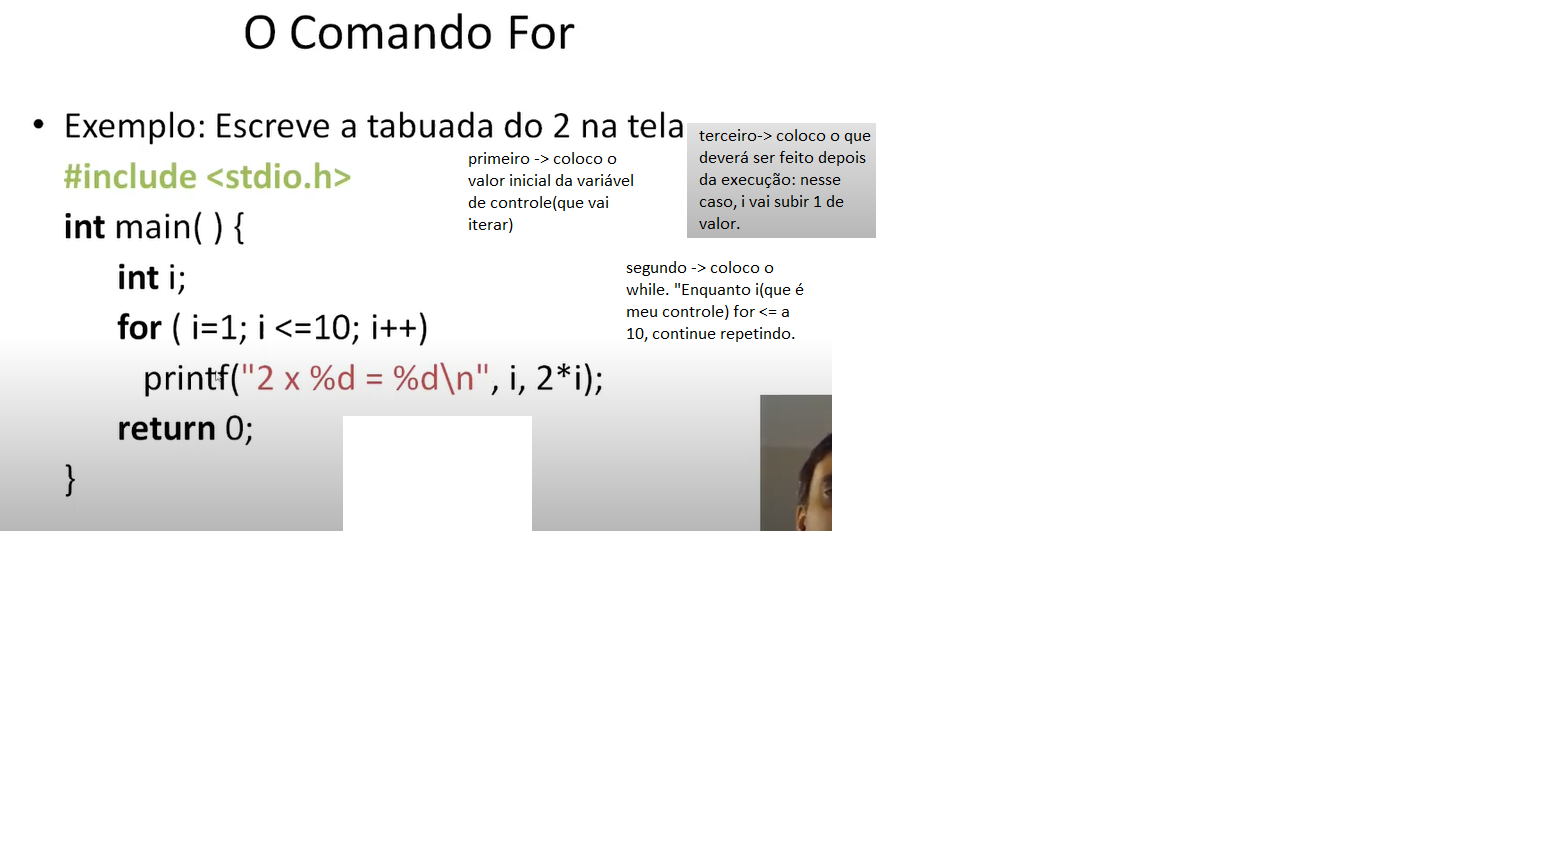 O Comando For
• Exemplo: Escreve a tabuada do 2 na tela
#include <stdio.h>
int main( ) {
int i;
for ( i=1; i <=10; i++)
printf("2 x %d = %d\n", i, 2*i);
return 0;
}
primeiro -> coloco o
valor inicial da variável
de controle(que vai
iterar)
segundo -> coloco o
while. "Enquanto i(que é
meu controle) for <= a
10, continue repetindo.
terceiro-> coloco o que
deverá ser feito depois
da execução: nesse
caso, i vai subir 1 de
valor.